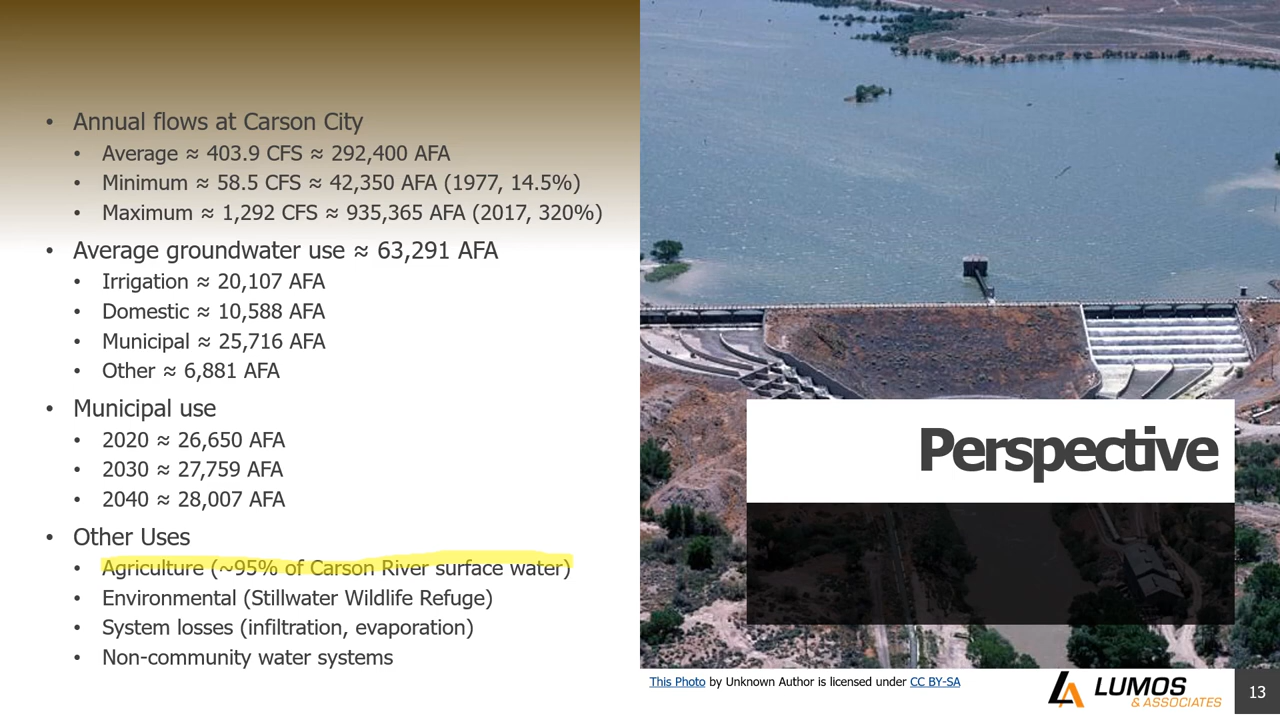 Annual flows at Carson City
Average ≈ 403.9 CFS ≈ 292,400 AFA
Minimum ≈ 58.5 CFS ≈ 42,350 AFA (1977, 14.5%)
Maximum ≈ 1,292 CFS ≈ 935,365 AFA (2017, 320%)
Average groundwater use ≈ 63,291 AFA
Irrigation ≈ 20,107 AFA
Domestic ≈ 10,588 AFA
Municipal ≈ 25,716 AFA
Other ≈ 6,881 AFA
Municipal use
2020 ≈ 26,650 AFA
2030 ≈ 27,759 AFA
2040 ≈ 28,007 AFA
Other Uses
Agriculture (~95% of Carson River surface water)
Environmental (Stillwater Wildlife Refuge)
System losses (infiltration, evaporation)
Non-community water systems
Perspective
This Photo by Unknown Author is licensed under CC BY-SA
LUMOS
& ASSOCIATES
13